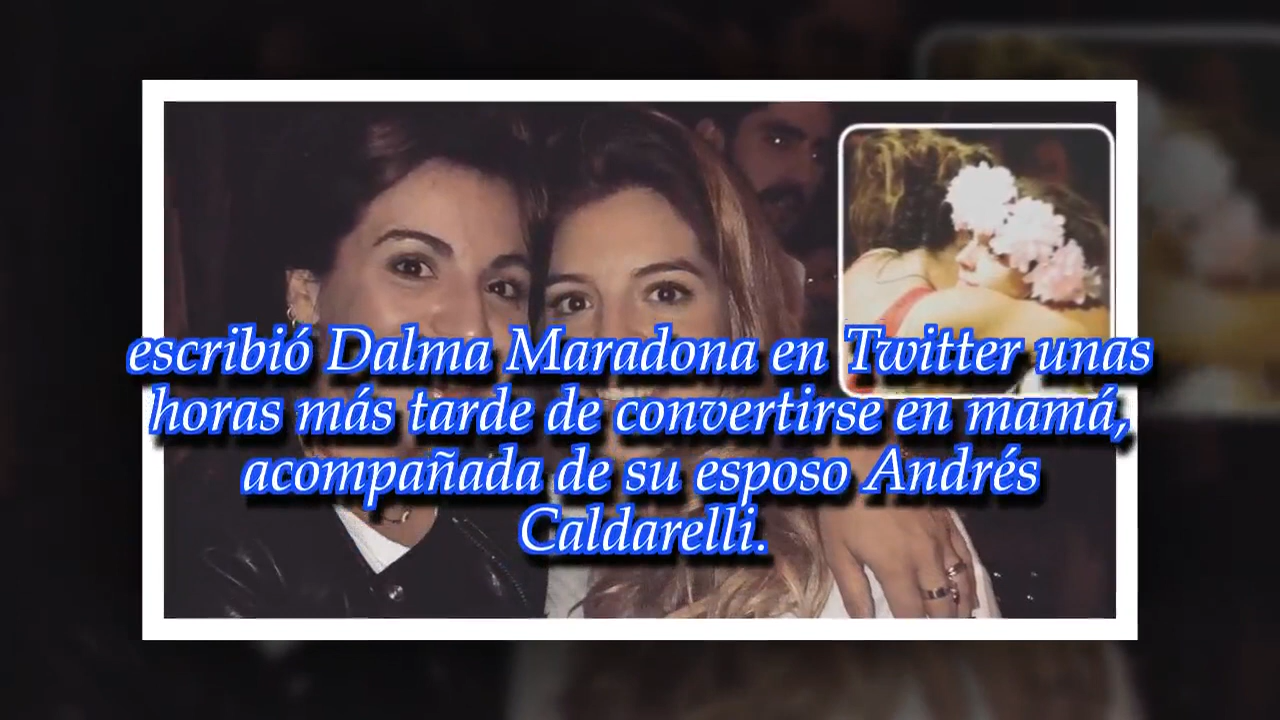 escribió Dalma Maradona en Twitter unas
horas más tarde de convertirse en mamá,
acompañada de su esposo Andrés
Caldarelli.